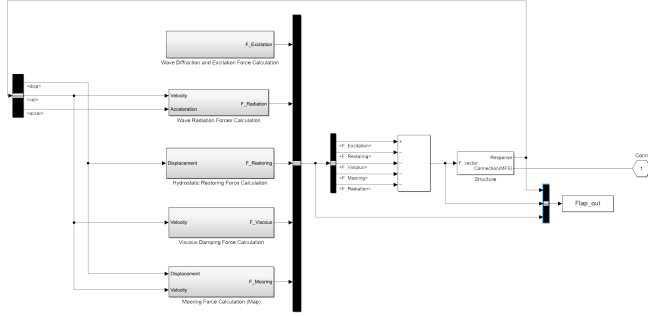 F_Excitation
Wave Diffraction and Excitation Force Calculation
<disp>
<vel>
<accel>
Velocity
Acceleration
F_Radiation
Wave Radiation Forces Calculation
Displacement
F_Restoring
Hydrostatic Restoring Force Calculation
Velocity
F_Viscous
Viscous Damping Force Calculation
Displacement
Velocity
F_Mooring
Mooring Force Calculation (Map)
<F_Excitation>
<F_Restoring>
<F_Viscous>
<F_Mooring>
<F_Radiation>
+
−
−
−
−
F_vector
Response
Connection(MFS)
Structure
Conn
1
Flap_out